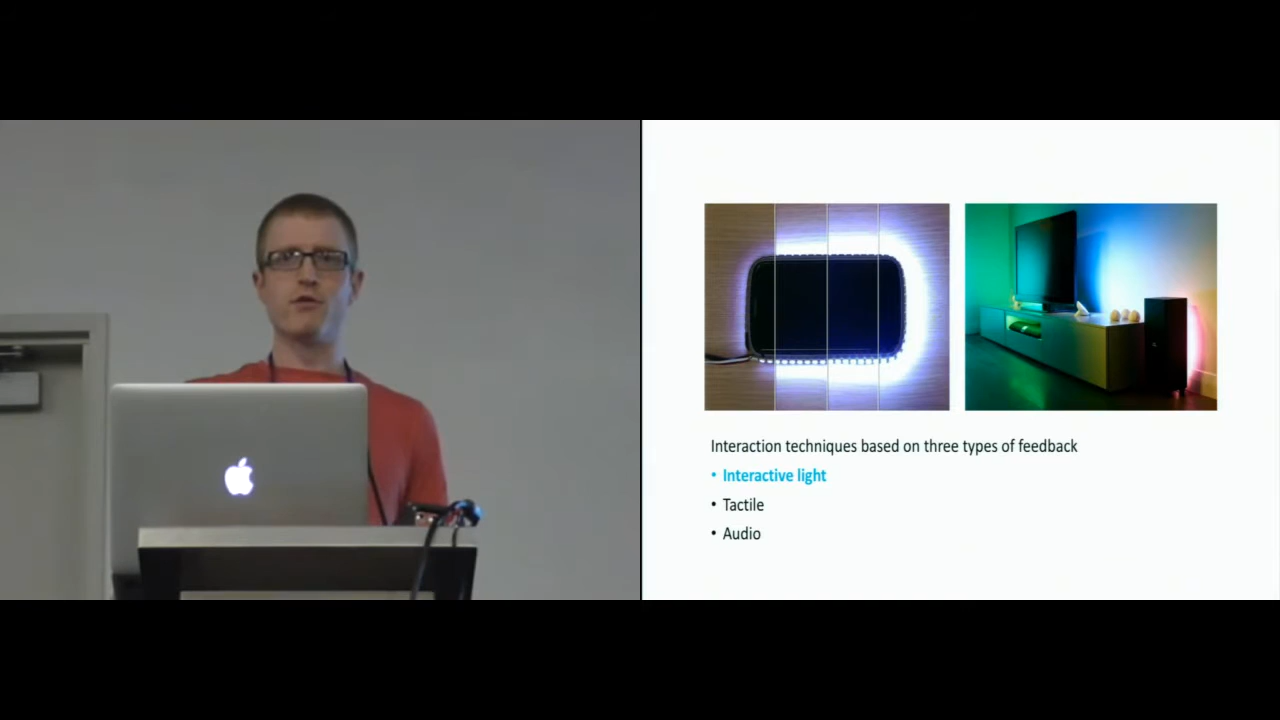 Interaction techniques based on three types of feedback
• Interactive light
• Tactile
• Audio